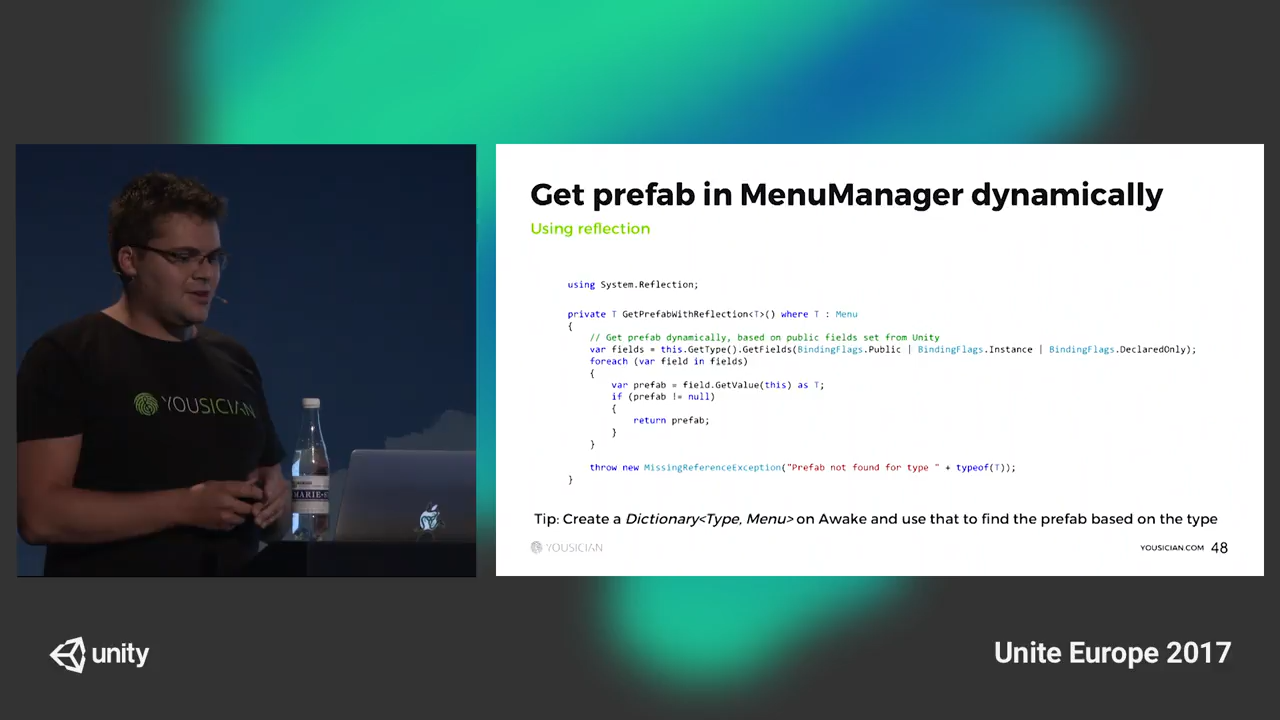 YOUSICIAN
MARIE
Get prefab in MenuManager dynamically
Using reflection
using System.Reflection;
private T GetPrefabWithReflection<T>() where T : Menu
{
// Get prefab dynamically, based on public fields set from Unity
var fields = this.GetType().GetFields(BindingFlags.Public | BindingFlags.Instance | BindingFlags.DeclaredOnly);
foreach (var field in fields)
{
var prefab = field.GetValue(this) as T;
if (prefab != null)
{
return prefab;
}
}
throw new MissingReferenceException("Prefab not found for type " + typeof(T));
}
Tip: Create a Dictionary<Type, Menu> on Awake and use that to find the prefab based on the type
YOUSICIAN
YOUSICIAN.COM 48
unity
Unite Europe 2017